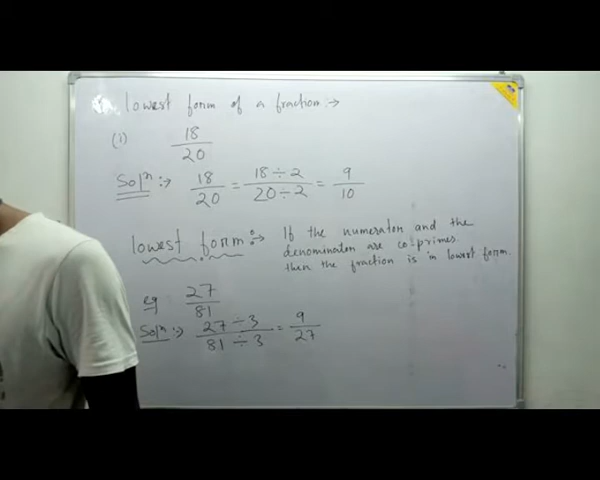 lowest form of a fraction:→
(1) 18/20
Solⁿ :→ 18/20 = 18÷2/20÷2 = 9/10
lowest form :→ If the numerator and the
denominator are co-primes
then the fraction is in lowest form.
eg 27/81
Solⁿ :→ 27÷3/81÷3 = 9/27